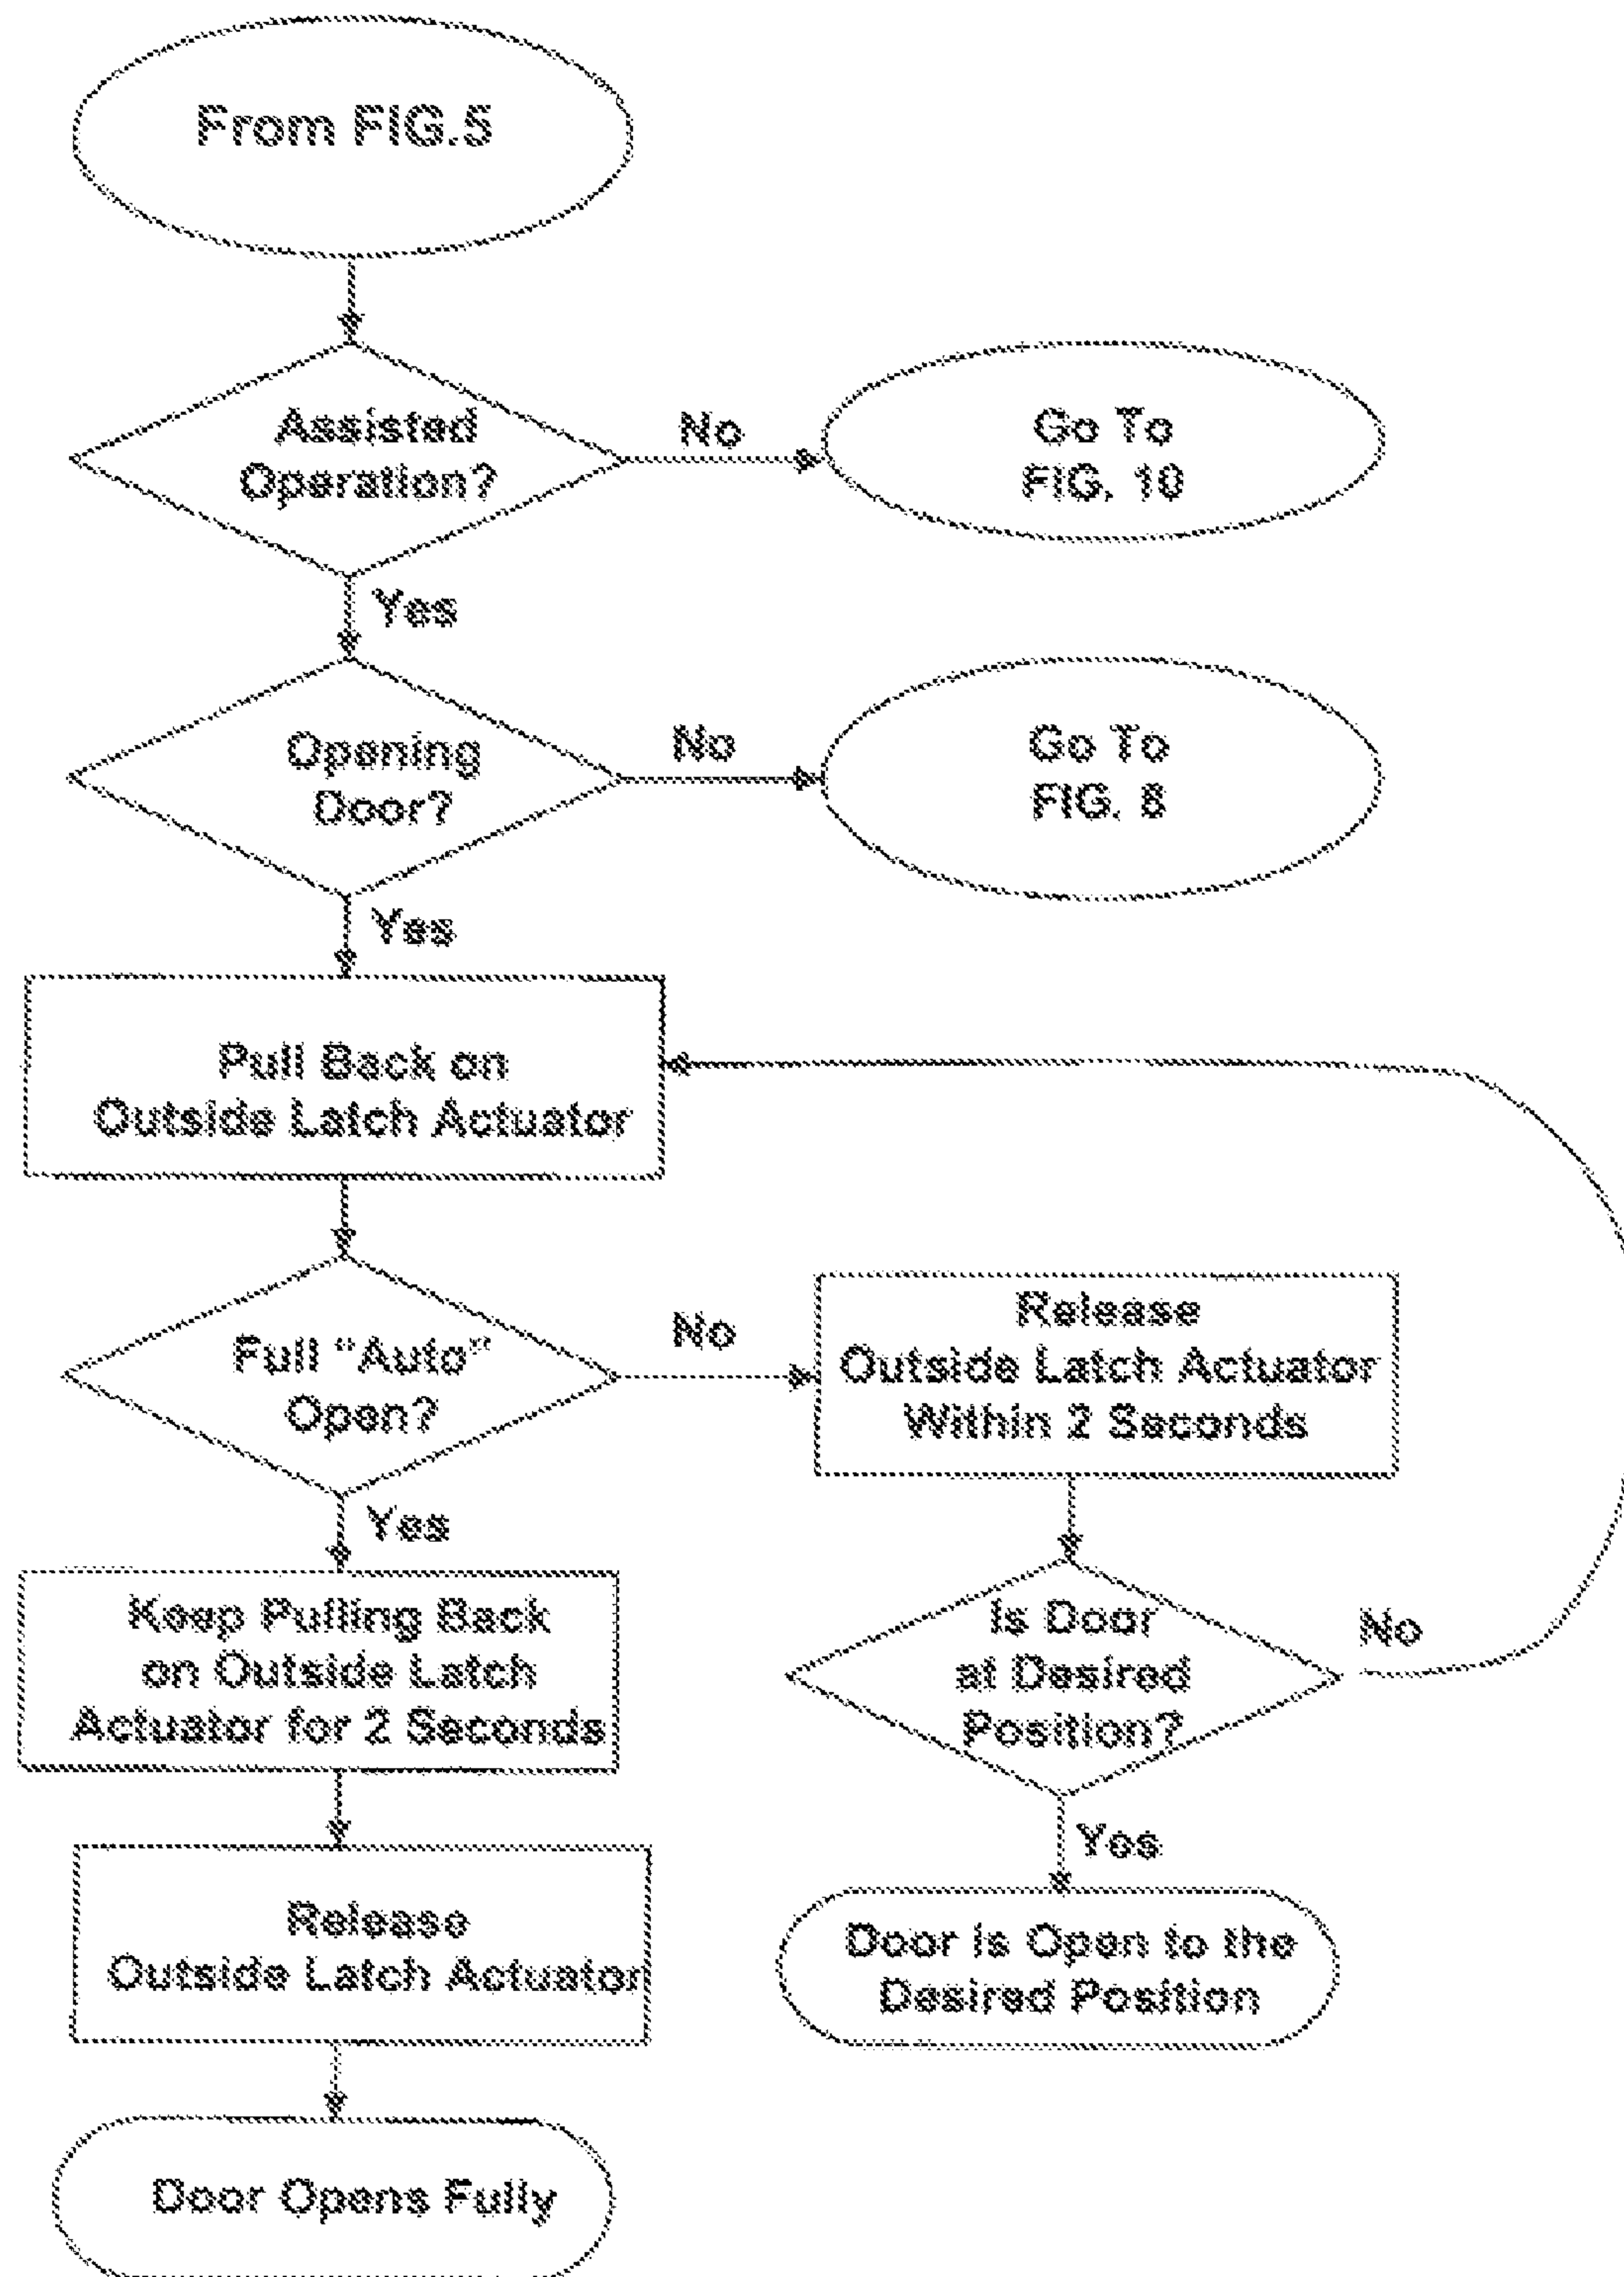 From FIG.5
Assisted
Operation?
No
Go To
FIG. 10
Yes
Opening
Door?
No
Go To
FIG. 8
Yes
Pull Back on
Outside Latch Actuator
Full “Auto”
Open?
No
Release
Outside Latch Actuator
Within 2 Seconds
Yes
Keep Pulling Back
on Outside Latch
Actuator for 2 Seconds
Is Door
at Desired
Position?
No
Yes
Release
Outside Latch Actuator
Door is Open to the
Desired Position
Door Opens Fully